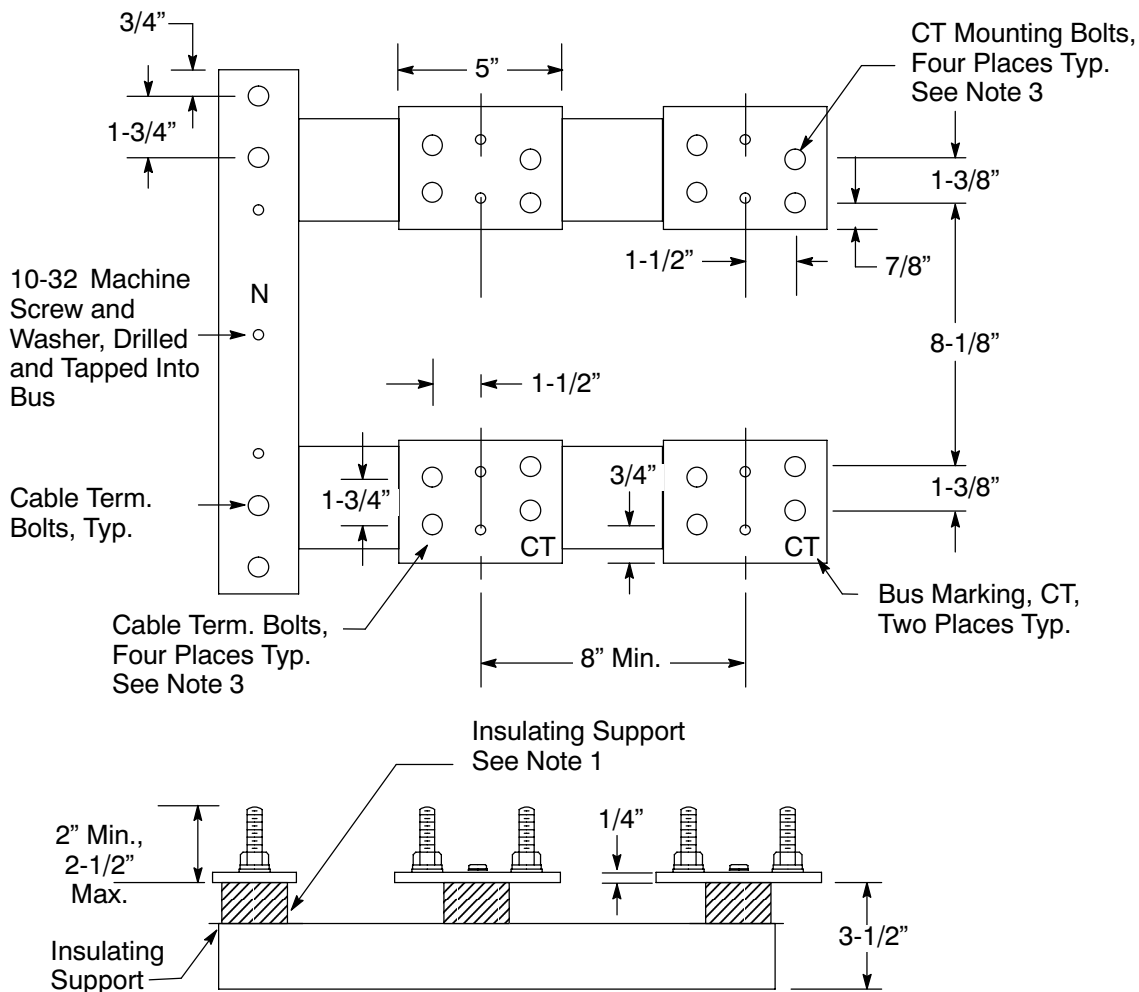 3/4”
5”
CT Mounting Bolts,
Four Places Typ.
See Note 3
1-3/4”
1-3/8”
1-1/2”
7/8”
10-32 Machine
Screw and
Washer, Drilled
and Tapped Into
Bus
N
8-1/8”
1-1/2”
Cable Term.
Bolts, Typ.
1-3/4”
3/4”
1-3/8”
CT
CT
Cable Term. Bolts,
Four Places Typ.
See Note 3
8” Min.
Bus Marking, CT,
Two Places Typ.
Insulating Support
See Note 1
2” Min.,
2-1/2”
Max.
1/4”
3-1/2”
Insulating
Support